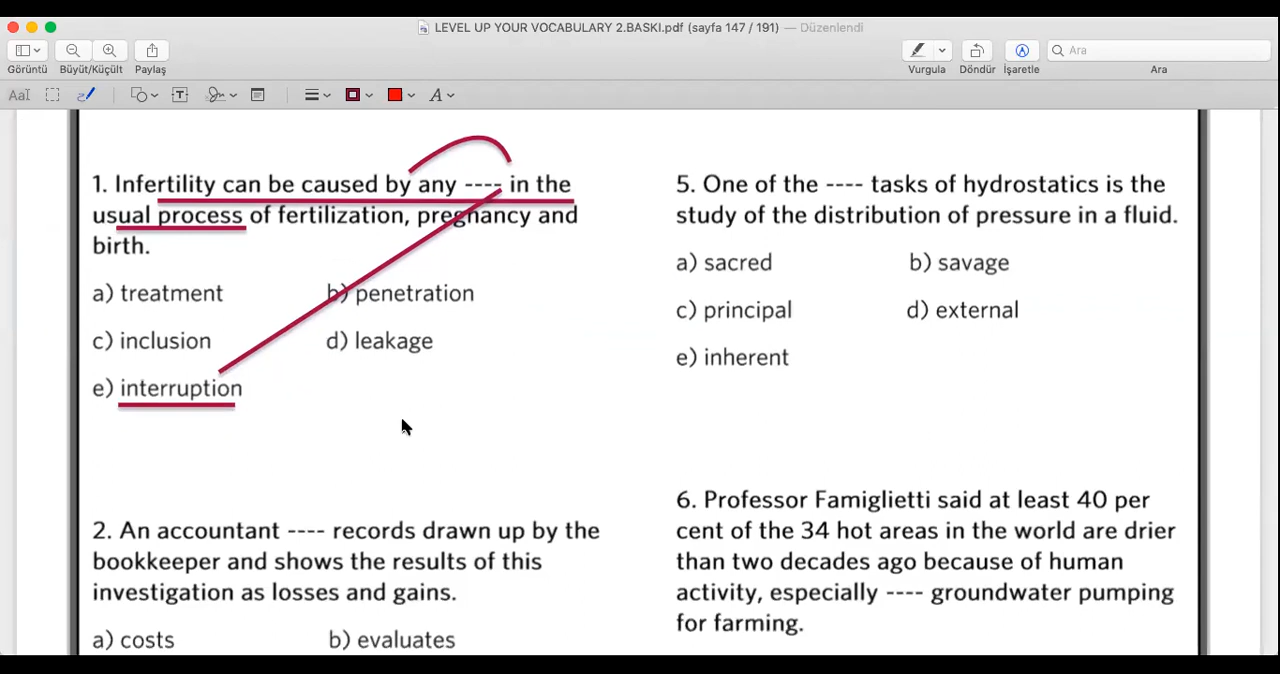 LEVEL UP YOUR VOCABULARY 2.BASKI.pdf (sayfa 147 / 191) — Düzenlendi
Görüntü Büyüt/Küçült Paylaş Vurgula Döndür İşaretle Ara
Ara
AaI T A
1. Infertility can be caused by any ---- in the
usual process of fertilization, pregnancy and
birth.
a) treatment b) penetration
c) inclusion d) leakage
e) interruption
2. An accountant ---- records drawn up by the
bookkeeper and shows the results of this
investigation as losses and gains.
a) costs b) evaluates
5. One of the ---- tasks of hydrostatics is the
study of the distribution of pressure in a fluid.
a) sacred b) savage
c) principal d) external
e) inherent
6. Professor Famiglietti said at least 40 per
cent of the 34 hot areas in the world are drier
than two decades ago because of human
activity, especially ---- groundwater pumping
for farming.